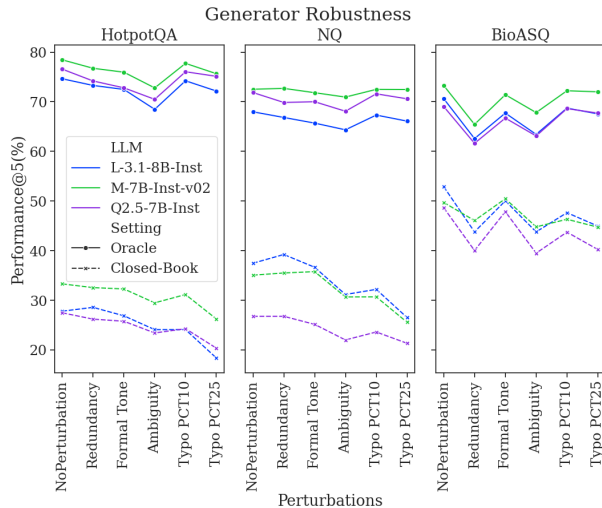 Generator Robustness
HotpotQA
NQ
BioASQ
Performance@5(%)
80
70
60
50
40
30
20
LLM
L-3.1-8B-Inst
M-7B-Inst-v02
Q2.5-7B-Inst
Setting
Oracle
Closed-Book
NoPerturbation
Redundancy
Formal Tone
Ambiguity
Typo PCT10
Typo PCT25
NoPerturbation
Redundancy
Formal Tone
Ambiguity
Typo PCT10
Typo PCT25
NoPerturbation
Redundancy
Formal Tone
Ambiguity
Typo PCT10
Typo PCT25
Perturbations